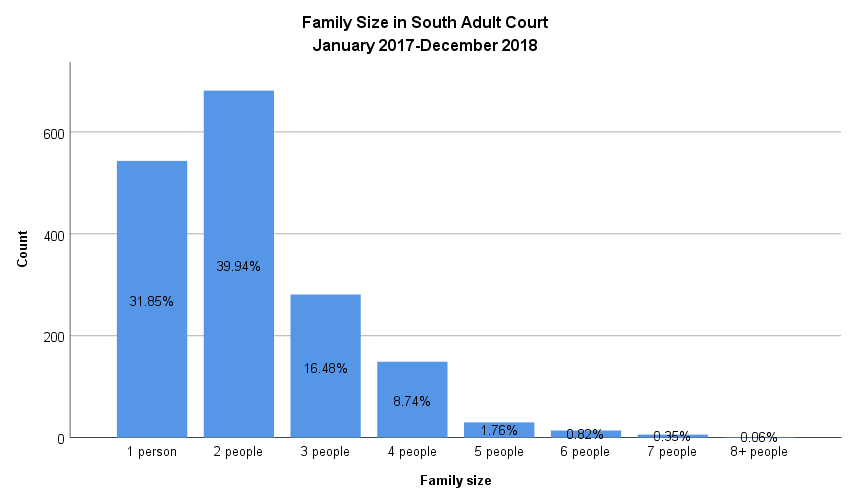 Family Size in South Adult Court
January 2017-December 2018
600
400
200
0
Count
31.85%
39.94%
16.48%
8.74%
1.76%
0.82%
0.35%
0.06%
1 person
2 people
3 people
4 people
5 people
6 people
7 people
8+ people
Family size